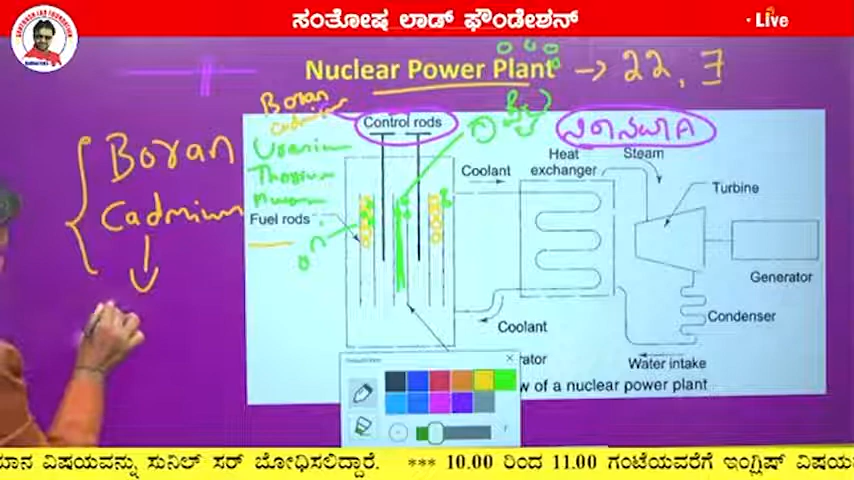 ಸಂತೋಷ ಲಾಡ್ ಫೌಂಡೇಶನ್
· Live
Nuclear Power Plant → 22,
Boran
Cadmium
Control rods
Uranium
Thorium
Fuel rods
Boran
Cadmium
Coolant
Heat exchanger
Steam
Turbine
Generator
Condenser
Coolant
Water intake
rator
w of a nuclear power plant
ಮಾನ ವಿಷಯವನ್ನು ಸುನಿಲ್ ಸರ್ ಬೋಧಿಸಲಿದ್ದಾರೆ. *** 10.00 ರಿಂದ 11.00 ಗಂಟೆಯವರೆಗೆ ಇಂಗ್ಲಿಷ್ ವಿಷಯ